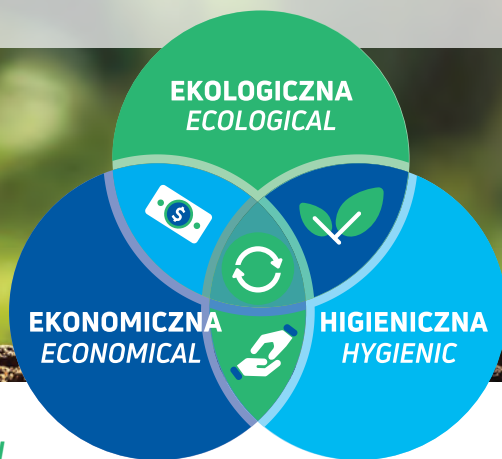 EKOLOGICZNA
ECOLOGICAL
$
EKONOMICZNA
ECONOMICAL
HIGIENICZNA
HYGIENIC